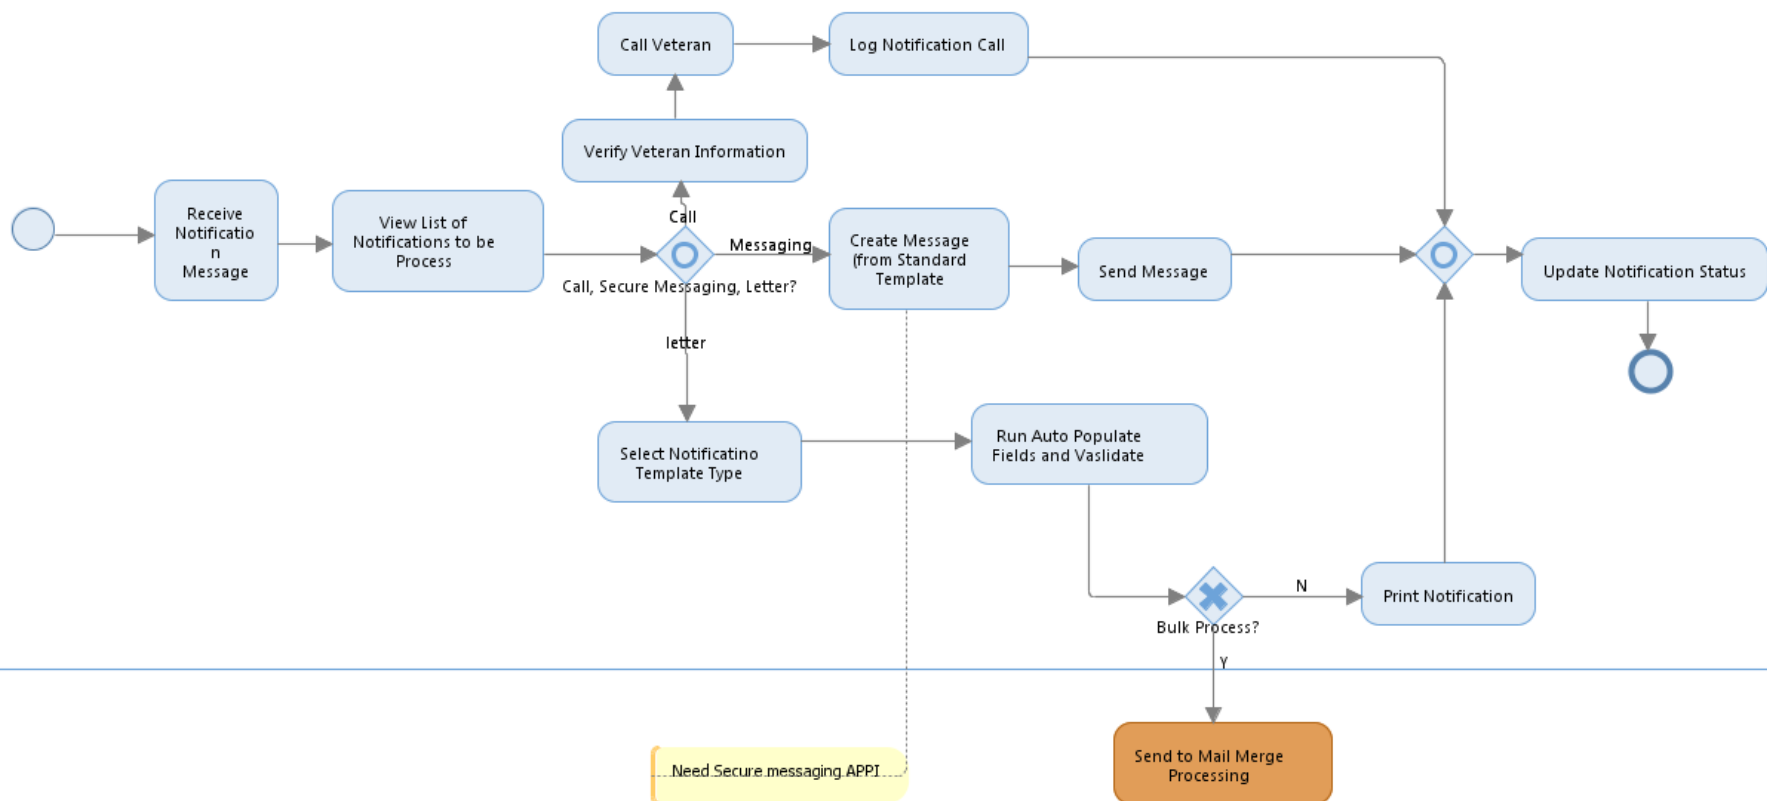 Call Veteran
Log Notification Call
Verify Veteran Information
Receive
Notificatio
n
Message
View List of
Notifications to be
Process
Call
Messaging
Call, Secure Messaging, Letter?
Create Message
(from Standard
Template
Send Message
Update Notification Status
letter
Select Notificatino
Template Type
Run Auto Populate
Fields and Vaslidate
Bulk Process?
N
Print Notification
Y
Need Secure messaging APPI
Send to Mail Merge
Processing